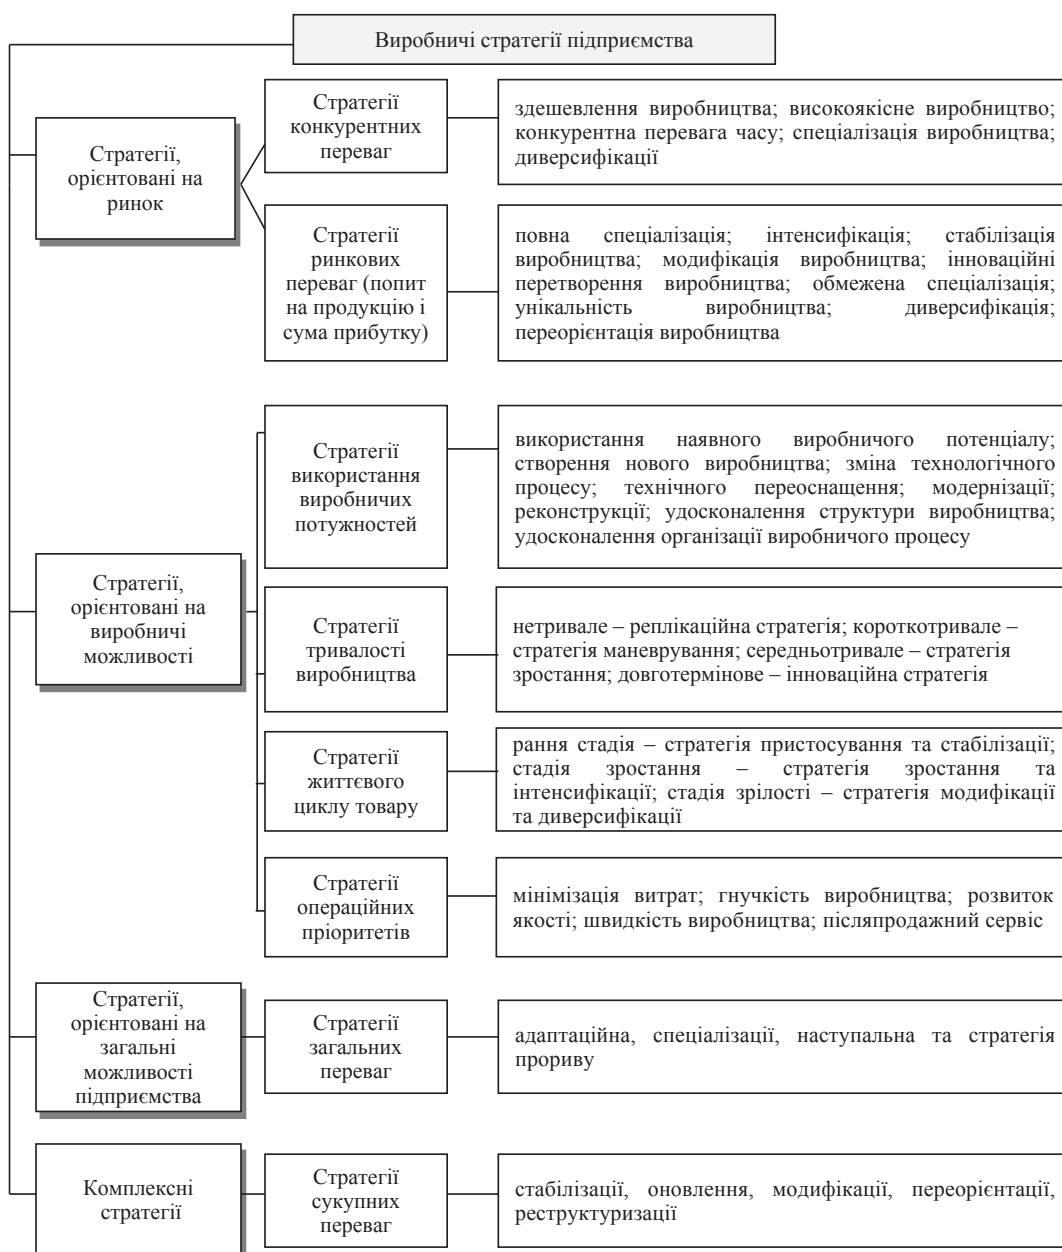 Виробничі стратегії підприємства
Стратегії,
орієнтовані на
ринок
Стратегії
конкурентних
переваг
здешевлення виробництва; високоякісне виробництво;
конкурентна перевага часу; спеціалізація виробництва;
диверсифікації
Стратегії
ринкових
переваг (попит
на продукцію і
сума прибутку)
повна спеціалізація; інтенсифікація; стабілізація
виробництва; модифікація виробництва; інноваційні
перетворення виробництва; обмежена спеціалізація;
унікальність виробництва; диверсифікація;
переорієнтація виробництва
Стратегії,
орієнтовані на
виробничі
можливості
Стратегії
використання
виробничих
потужностей
використання наявного виробничого потенціалу;
створення нового виробництва; зміна технологічного
процесу; технічного переоснащення; модернізації;
реконструкції; удосконалення структури виробництва;
удосконалення організації виробничого процесу
Стратегії
тривалості
виробництва
нетривале – реплікаційна стратегія; короткотривале –
стратегія маневрування; середньотривале – стратегія
зростання; довготермінове – інноваційна стратегія
Стратегії
життєвого
циклу товару
рання стадія – стратегія пристосування та стабілізації;
стадія зростання – стратегія зростання та
інтенсифікації; стадія зрілості – стратегія модифікації
та диверсифікації
Стратегії
операційних
пріоритетів
мінімізація витрат; гнучкість виробництва; розвиток
якості; швидкість виробництва; післяпродажний сервіс
Стратегії,
орієнтовані на
загальні
можливості
підприємства
Стратегії
загальних
переваг
адаптаційна, спеціалізації, наступальна та стратегія
прориву
Комплексні
стратегії
Стратегії
сукупних
переваг
стабілізації, оновлення, модифікації, переорієнтації,
реструктуризації